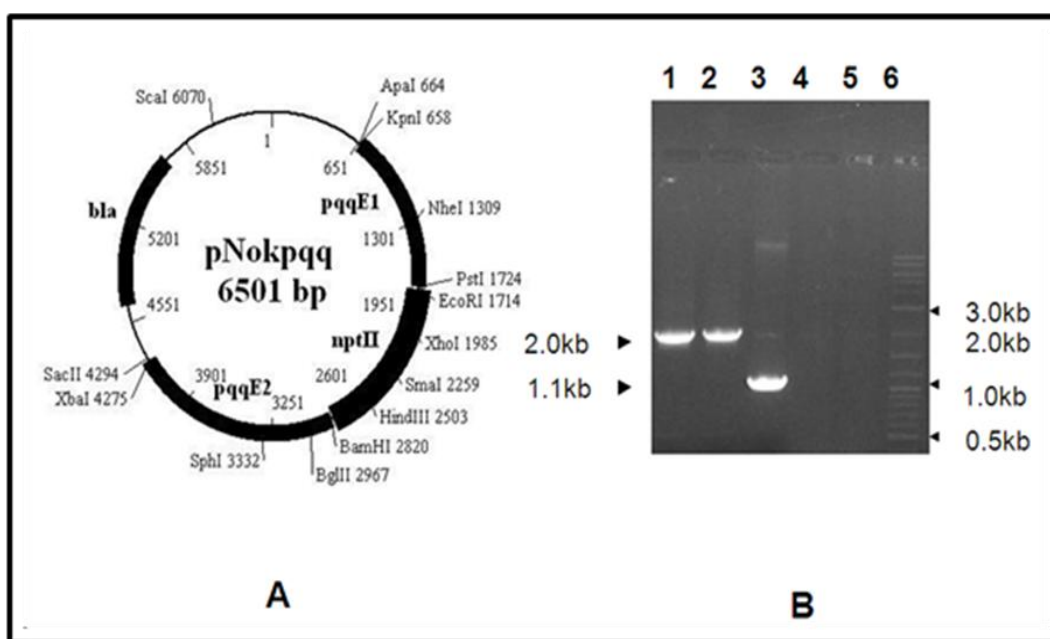 ScaI 6070
ApaI 664
KpnI 658
1
5851
651
bla
pqqE1
NheI 1309
5201
1301
pNokpqq
6501 bp
PstI 1724
EcoRI 1714
4551
1951
nptII
XhoI 1985
SacII 4294
XbaI 4275
3901
pqqE2
2601
SmaI 2259
3251
HindIII 2503
SphI 3332
BamHI 2820
BglII 2967
A
1 2 3 4 5 6
2.0kb
1.1kb
3.0kb
2.0kb
1.0kb
0.5kb
B